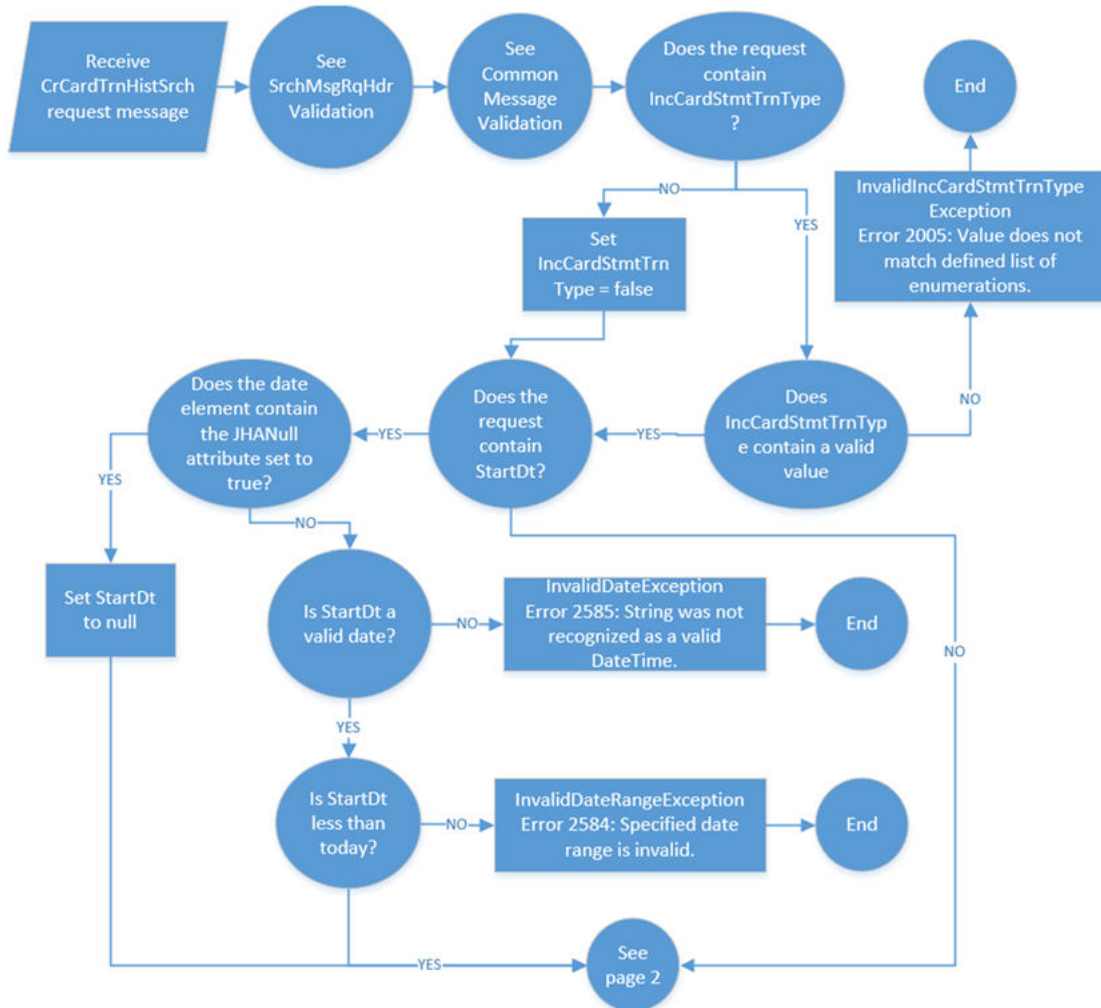 Receive
CrCardTrnHistSrch
request message
See
SrchMsgRqHdr
Validation
See
Common
Message
Validation
Does the request
contain
IncCardStmtTrnType
?
End
NO
YES
InvalidIncCardStmtTrnType
Exception
Error 2005: Value does not
match defined list of
enumerations.
Set
IncCardStmtTrn
Type = false
Does the date
element contain
the JHANull
attribute set to
true?
YES
Does the
request
contain
StartDt?
YES
Does
IncCardStmtTrnTyp
e contain a valid
value
NO
YES
NO
Set StartDt
to null
Is StartDt a
valid date?
NO
InvalidDateException
Error 2585: String was not
recognized as a valid
DateTime.
End
NO
YES
Is StartDt
less than
today?
NO
InvalidDateRangeException
Error 2584: Specified date
range is invalid.
End
YES
See
page 2